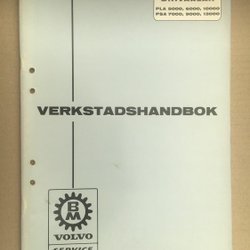 PLA 5000, 6000, 10000
PSA 7000, 9000, 13000
VERKSTADSHANDBOK
BM
VOLVO
SERVICE